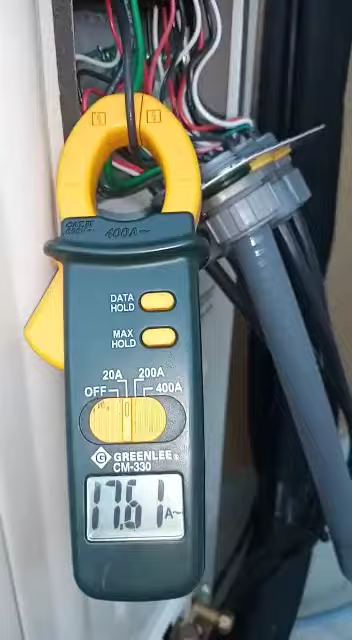 400A~
DATA
HOLD
MAX
HOLD
20A 200A
OFF 400A
G GREENLEE®
CM-330
17.61 A~